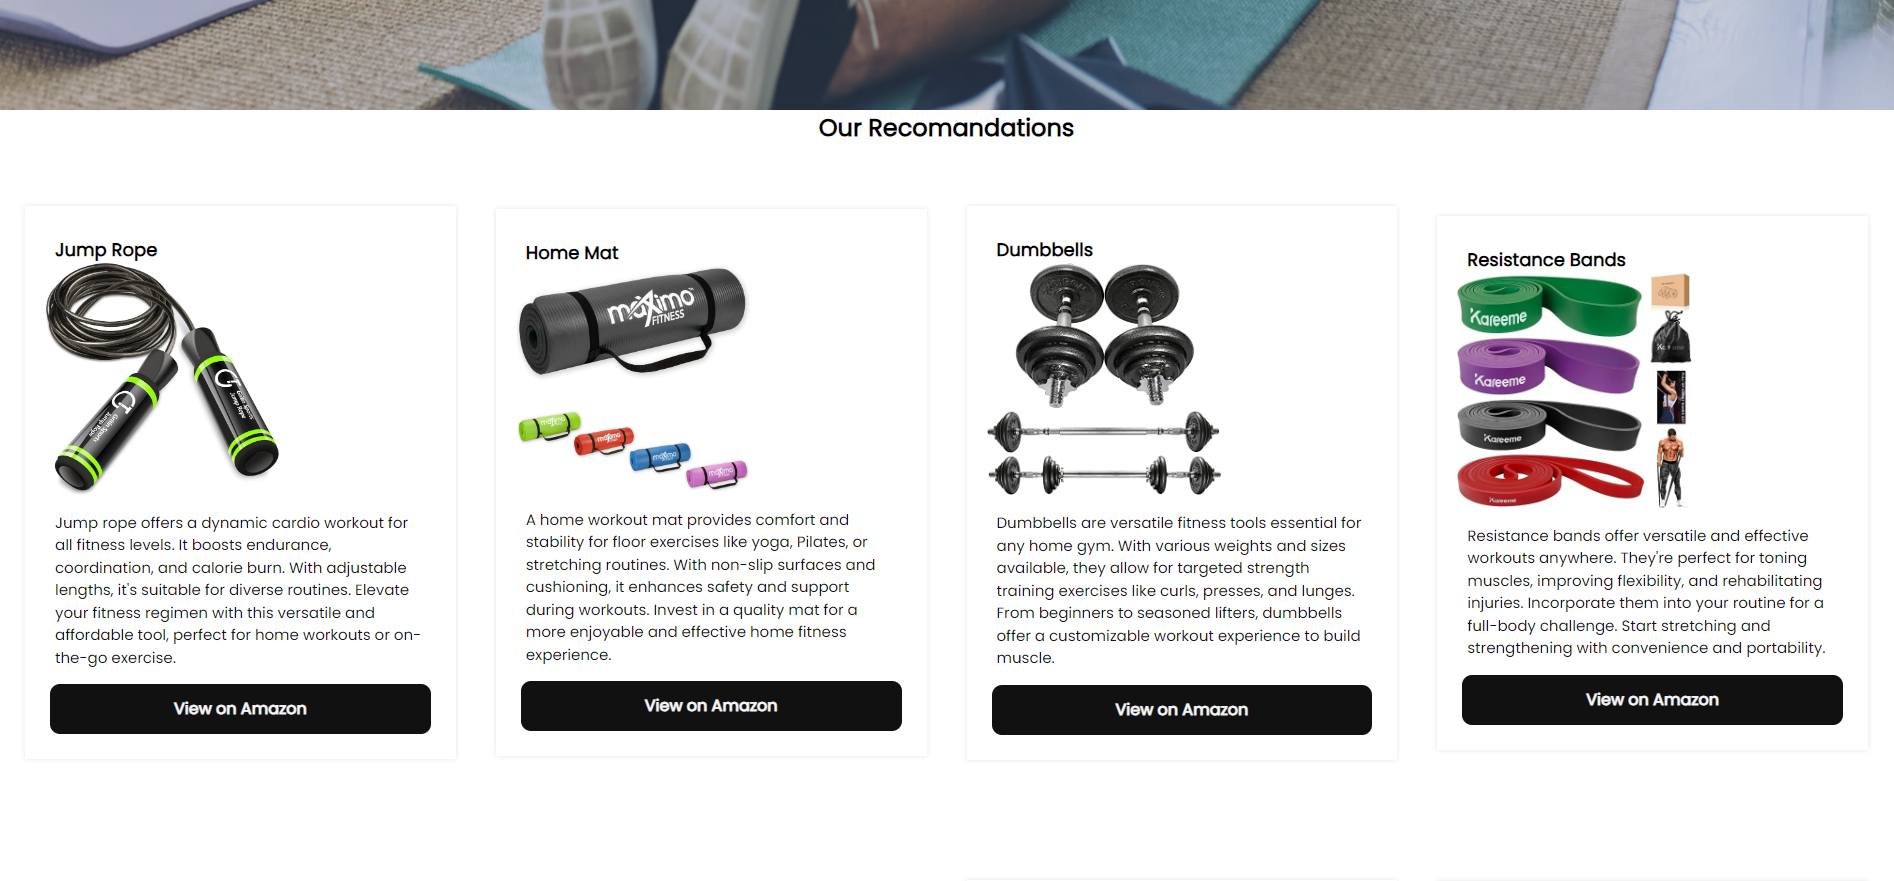 Our Recomandations
Jump Rope
Jump rope offers a dynamic cardio workout for
all fitness levels. It boosts endurance,
coordination, and calorie burn. With adjustable
lengths, it's suitable for diverse routines. Elevate
your fitness regimen with this versatile and
affordable tool, perfect for home workouts or on-
the-go exercise.
View on Amazon
Home Mat
maximo
FITNESS
maximo
maximo
maximo
maximo
A home workout mat provides comfort and
stability for floor exercises like yoga, Pilates, or
stretching routines. With non-slip surfaces and
cushioning, it enhances safety and support
during workouts. Invest in a quality mat for a
more enjoyable and effective home fitness
experience.
View on Amazon
Dumbbells
Dumbbells are versatile fitness tools essential for
any home gym. With various weights and sizes
available, they allow for targeted strength
training exercises like curls, presses, and lunges.
From beginners to seasoned lifters, dumbbells
offer a customizable workout experience to build
muscle.
View on Amazon
Resistance Bands
Kareeme
Kareeme
Kareeme
Kareeme
Resistance bands offer versatile and effective
workouts anywhere. They're perfect for toning
muscles, improving flexibility, and rehabilitating
injuries. Incorporate them into your routine for a
full-body challenge. Start stretching and
strengthening with convenience and portability.
View on Amazon